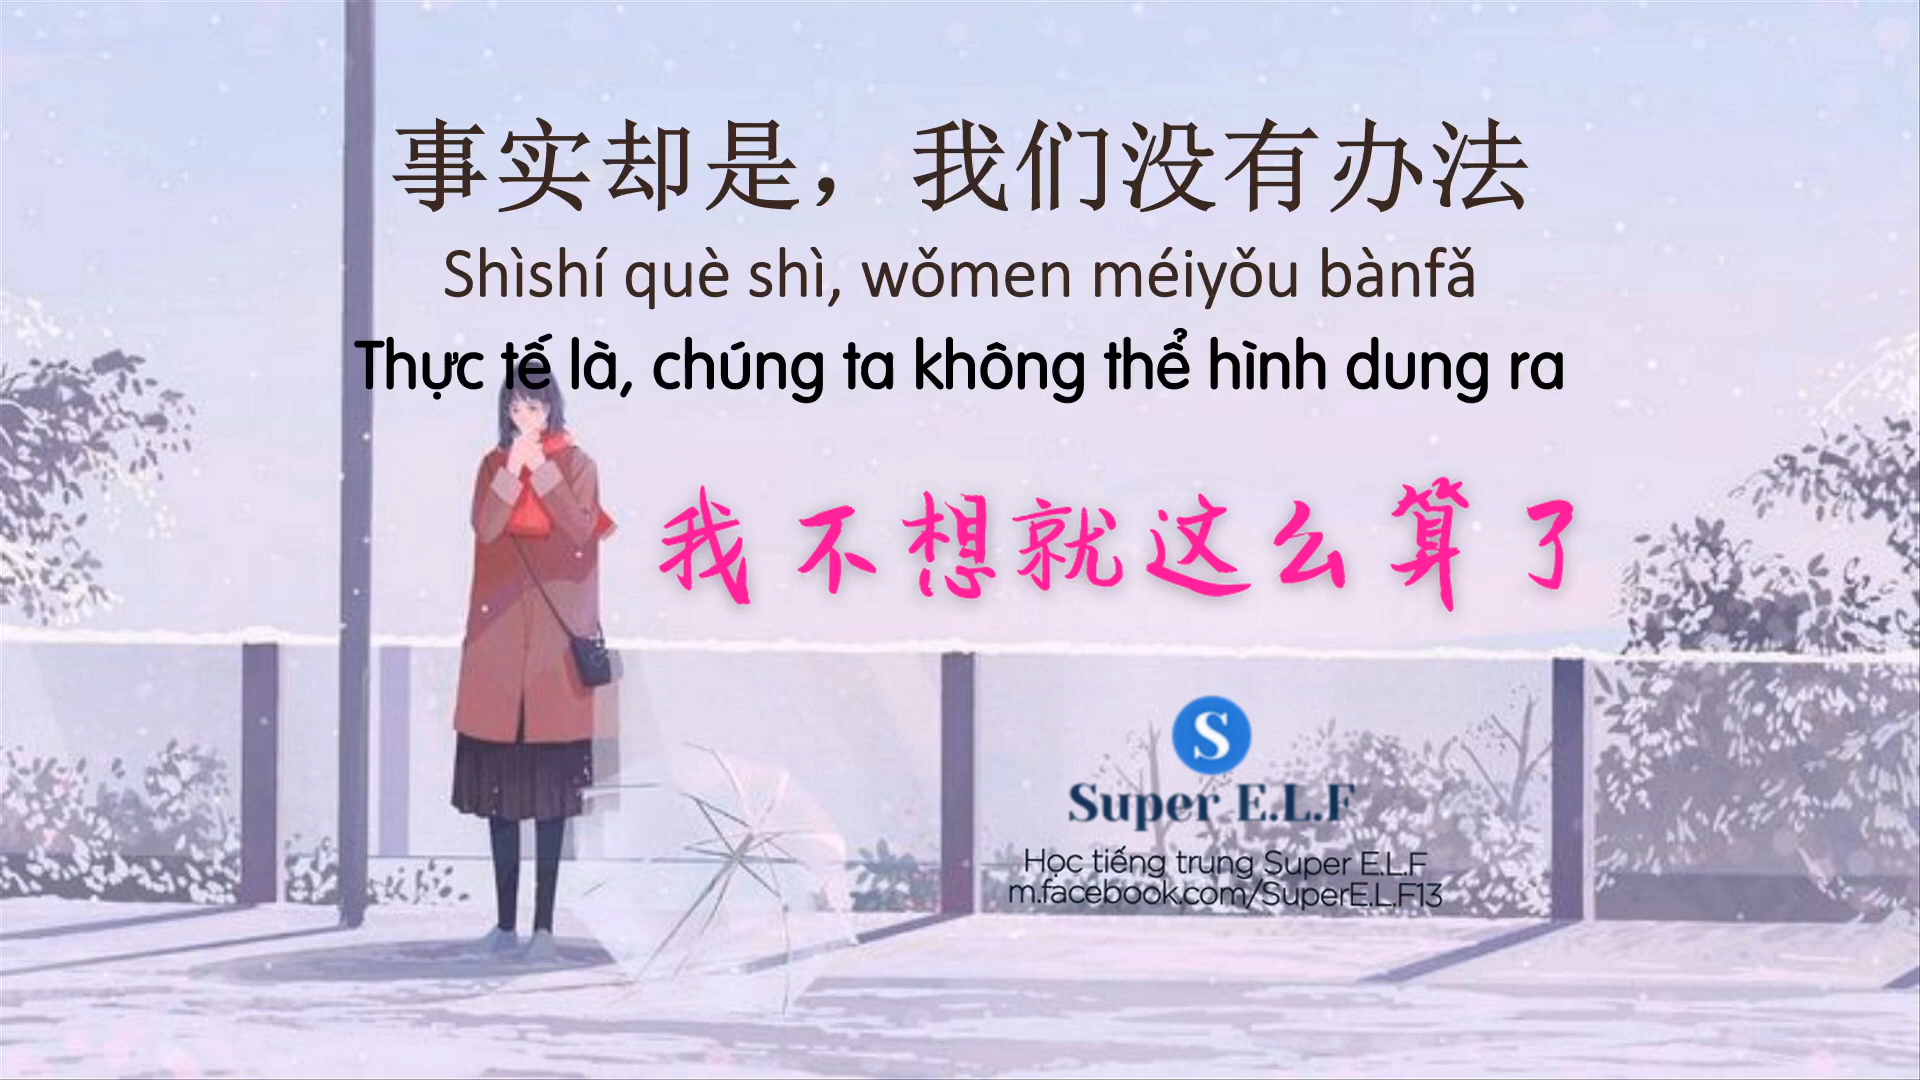 事实却是，我们没有办法
Shìshí què shì, wǒmen méiyǒu bànfǎ
Thực tế là, chúng ta không thể hình dung ra
我不想就这么算了
S
Super E.L.F
Học tiếng trung Super E.L.F
m.facebook.com/SuperE.L.F13